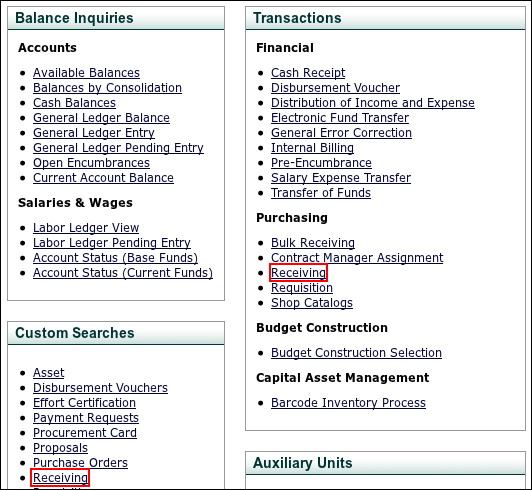 Balance Inquiries
Accounts
Available Balances
Balances by Consolidation
Cash Balances
General Ledger Balance
General Ledger Entry
General Ledger Pending Entry
Open Encumbrances
Current Account Balance
Salaries & Wages
Labor Ledger View
Labor Ledger Pending Entry
Account Status (Base Funds)
Account Status (Current Funds)
Custom Searches
Asset
Disbursement Vouchers
Effort Certification
Payment Requests
Procurement Card
Proposals
Purchase Orders
Receiving
Transactions
Financial
Cash Receipt
Disbursement Voucher
Distribution of Income and Expense
Electronic Fund Transfer
General Error Correction
Internal Billing
Pre-Encumbrance
Salary Expense Transfer
Transfer of Funds
Purchasing
Bulk Receiving
Contract Manager Assignment
Receiving
Requisition
Shop Catalogs
Budget Construction
Budget Construction Selection
Capital Asset Management
Barcode Inventory Process
Auxiliary Units